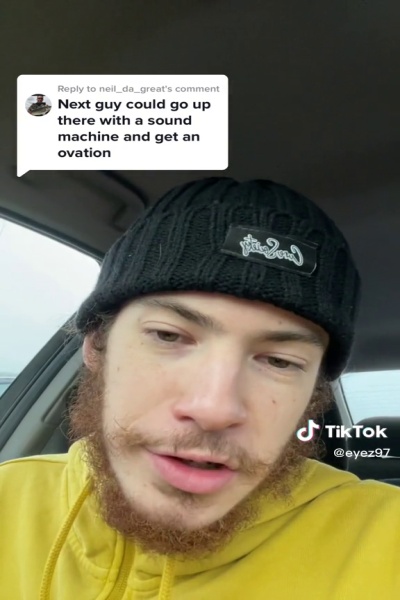 Reply to neil_da_great's comment
Next guy could go up
there with a sound
machine and get an
ovation
TikTok
@eyez97